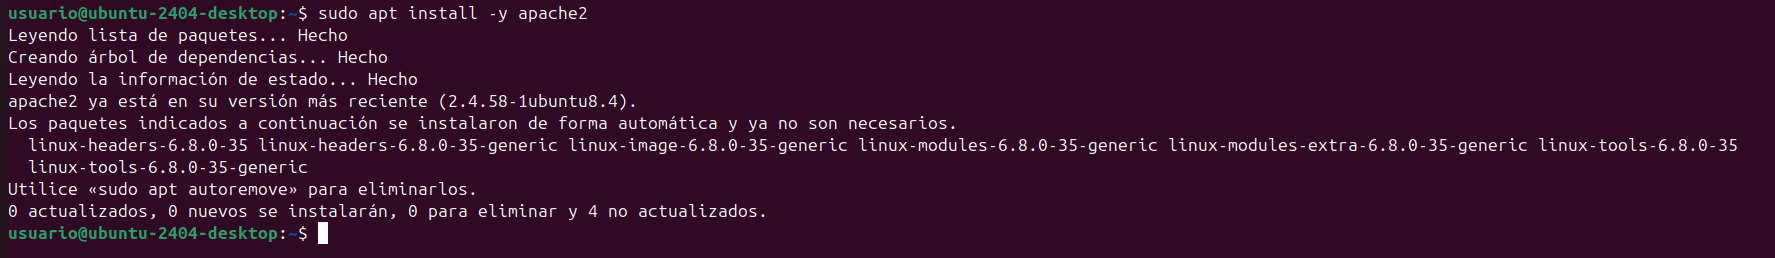 usuario@ubuntu-2404-desktop:~$ sudo apt install -y apache2
Leyendo lista de paquetes... Hecho
Creando árbol de dependencias... Hecho
Leyendo la información de estado... Hecho
apache2 ya está en su versión más reciente (2.4.58-1ubuntu8.4).
Los paquetes indicados a continuación se instalaron de forma automática y ya no son necesarios.
  linux-headers-6.8.0-35 linux-headers-6.8.0-35-generic linux-image-6.8.0-35-generic linux-modules-6.8.0-35-generic linux-modules-extra-6.8.0-35-generic linux-tools-6.8.0-35
  linux-tools-6.8.0-35-generic
Utilice «sudo apt autoremove» para eliminarlos.
0 actualizados, 0 nuevos se instalarán, 0 para eliminar y 4 no actualizados.
usuario@ubuntu-2404-desktop:~$